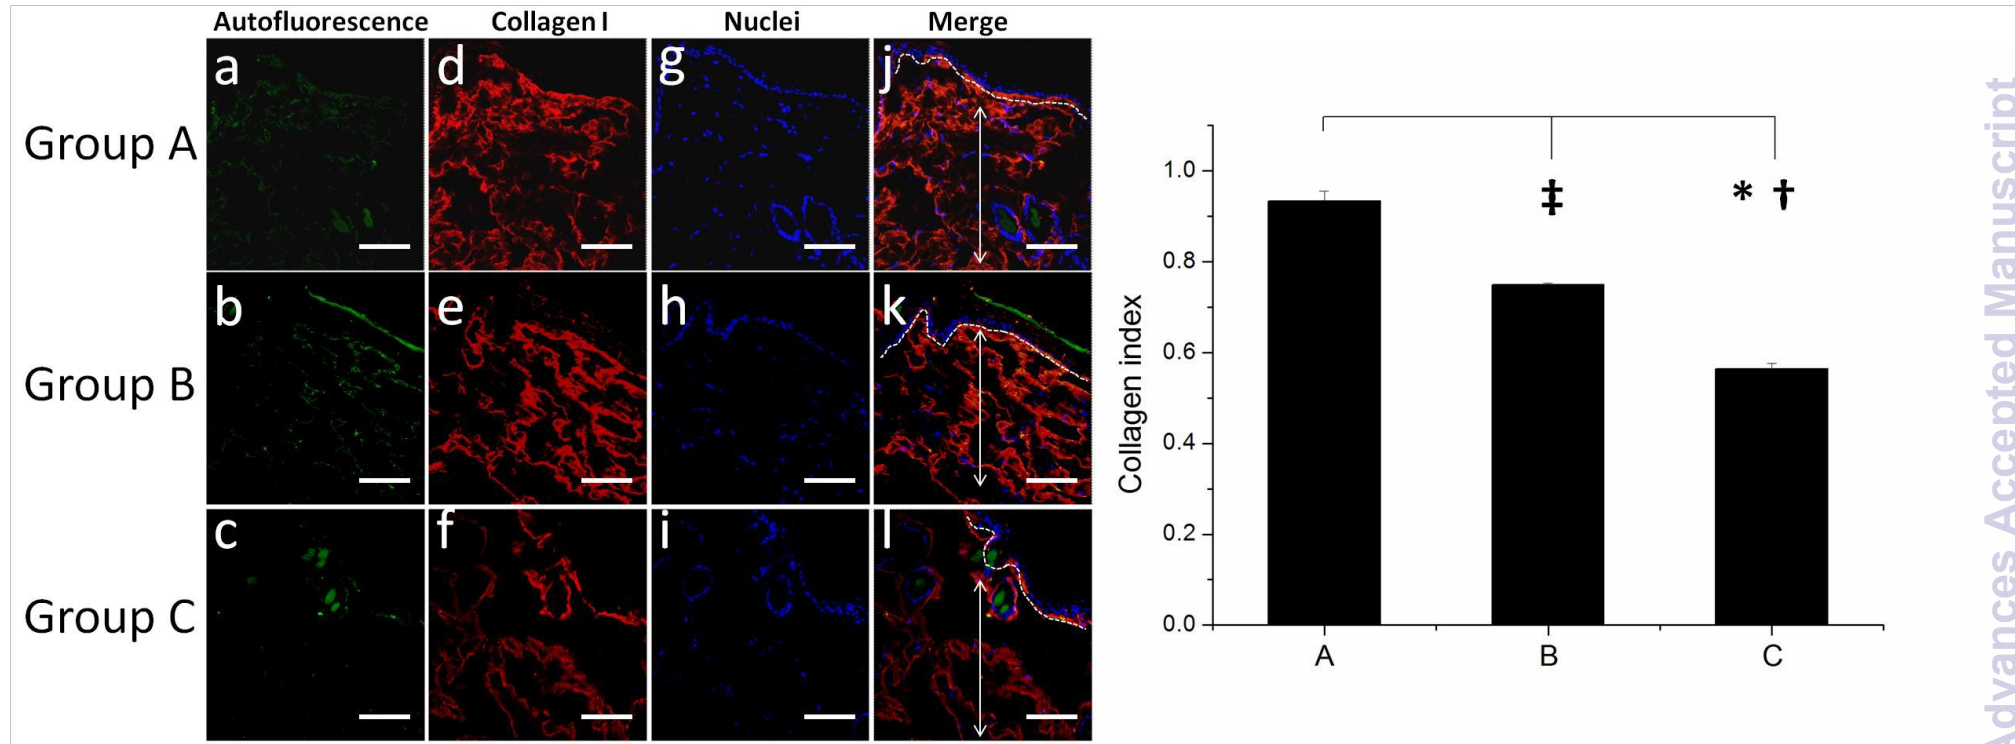 Autofluorescence Collagen I Nuclei Merge
Group A
a d g j
Group B
b e h k
Group C
c f i l
Collagen index
1.0
0.8
0.6
0.4
0.2
0.0
‡ * †
A B C
Advances Accepted Manuscript